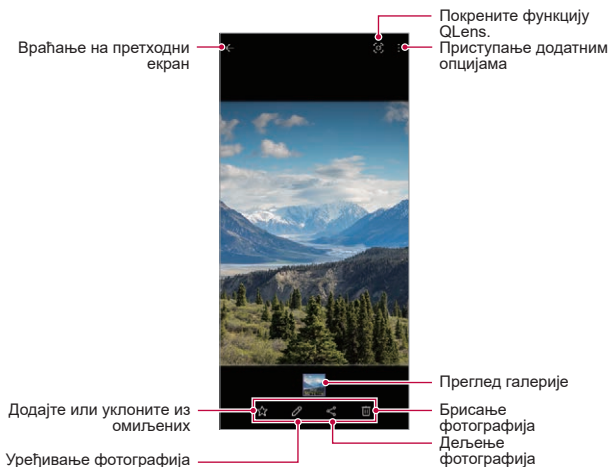 Покрените функцију
QLens.
Враћање на претходни
екран
Приступање додатним
опцијама
Преглед галерије
Додајте или уклоните из
омиљених
Брисање
фотографија
Уређивање фотографија
Дељење
фотографија